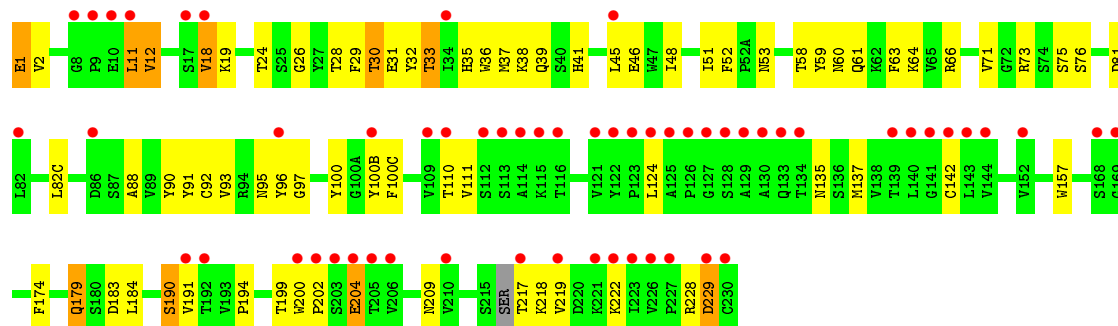 E1 V2 G8 P9 E10 L11 V12 S17 V18 K19 T24 S25 G26 Y27 T28 F29 T30 E31 Y32 T33 I34 H35 W36 M37 K38 Q39 S40 H41 L45 E46 W47 I48 I51 F52 P52A N53 T58 Y59 N60 Q61 K62 F63 K64 V65 R66 V71 G72 R73 S74 S75 S76 D81
L82 L82C D86 S87 A88 V89 Y90 Y91 C92 V93 R94 N95 Y96 G97 Y100 G100A Y100B F100C V109 T110 V111 S112 S113 A114 K115 T116 V121 Y122 P123 L124 A125 P126 G127 S128 A129 A130 Q133 T134 N135 S136 M137 V138 T139 L140 G141 C142 L143 V144 V152 W157 S168 G169
F174 Q179 S180 D183 L184 S190 V191 T192 V193 P194 T199 W200 P202 S203 E204 T205 V206 N209 V210 S215 SER T217 K218 V219 D220 K221 K222 I223 V226 P227 R228 D229 C230